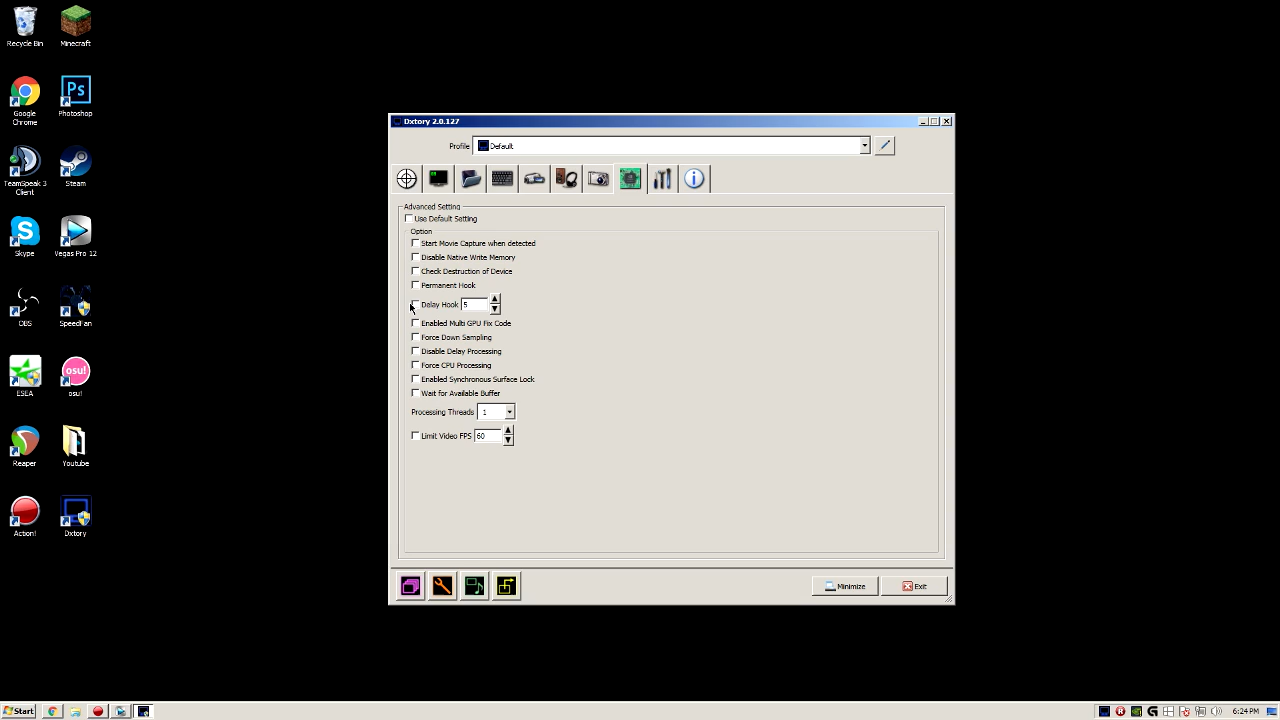 Recycle Bin
Minecraft
Google Chrome
Photoshop
TeamSpeak 3 Client
Steam
Skype
Vegas Pro 12
OBS
SpeedFan
ESEA
osu!
osu!
Reaper
Youtube
Action!
Dxtory
Ps
Dxtory 2.0.127
Profile
Default
Advanced Setting
Use Default Setting
Option
Start Movie Capture when detected
Disable Native Write Memory
Check Destruction of Device
Permanent Hook
Delay Hook 5
Enabled Multi GPU Fix Code
Force Down Sampling
Disable Delay Processing
Force CPU Processing
Enabled Synchronous Surface Lock
Wait for Available Buffer
Processing Threads 1
Limit Video FPS 60
Minimize
Exit
Start
6:24 PM